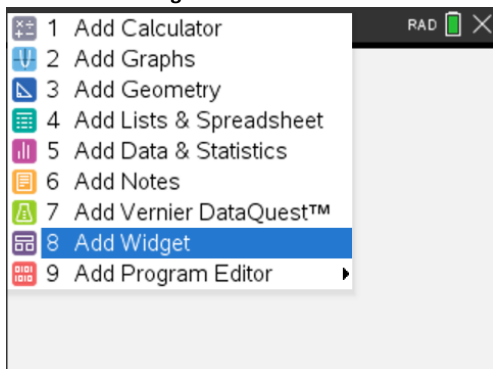 RAD
1 Add Calculator
2 Add Graphs
3 Add Geometry
4 Add Lists & Spreadsheet
5 Add Data & Statistics
6 Add Notes
7 Add Vernier DataQuest™
8 Add Widget
9 Add Program Editor